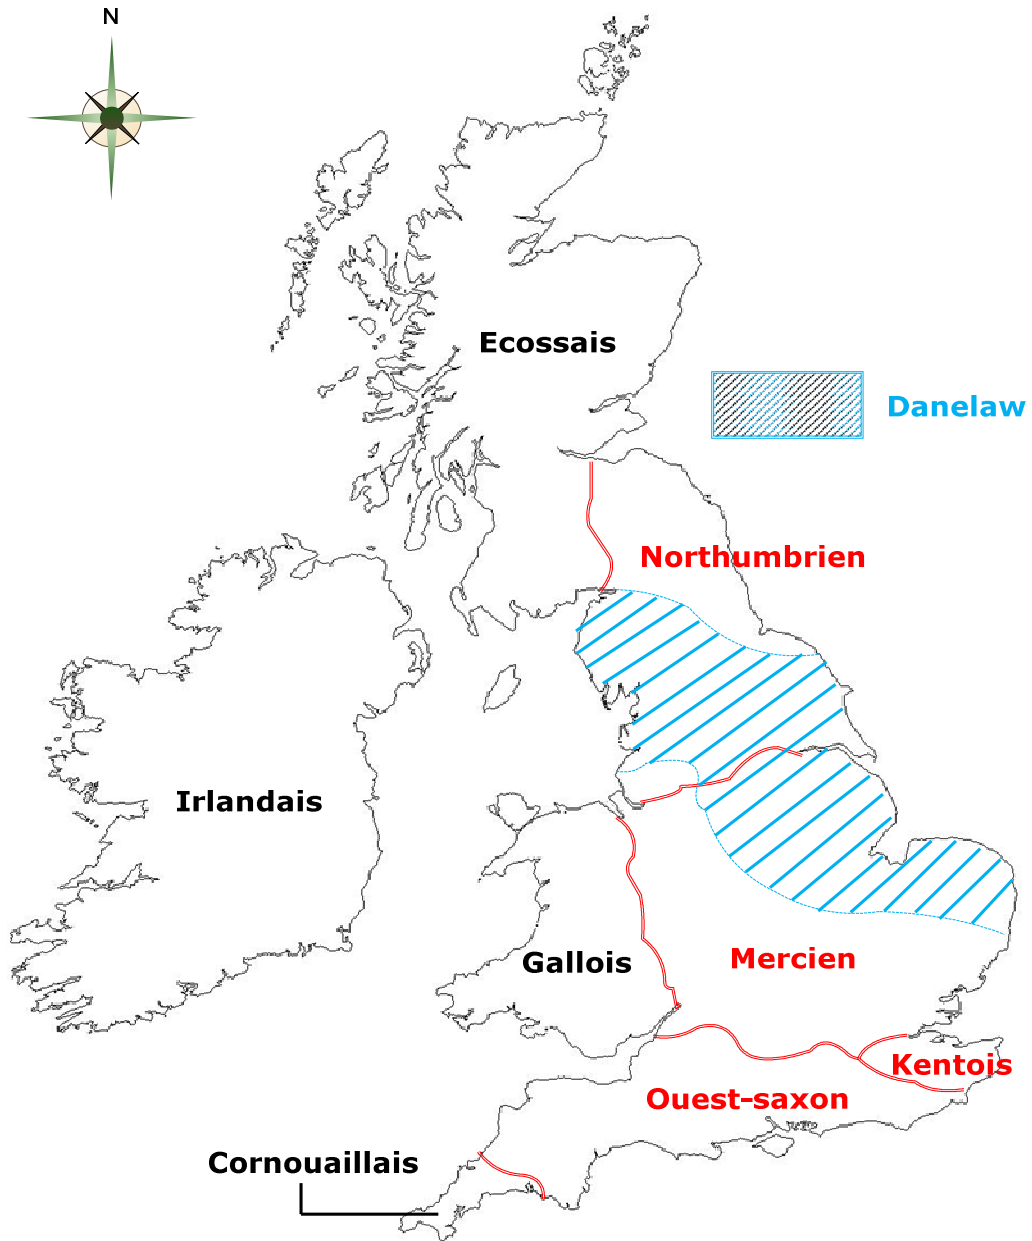 N
Ecossais
Danelaw
Northumbrien
Irlandais
Gallois
Mercien
Kentois
Ouest-saxon
Cornouaillais